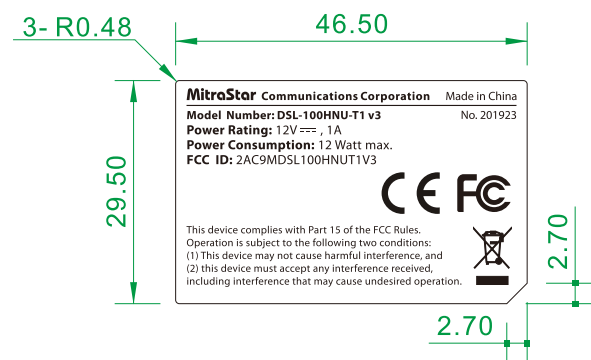 3- R0.48
46.50
MitraStar Communications Corporation Made in China
Model Number: DSL-100HNU-T1 v3 No. 201923
Power Rating: 12V⎓, 1A
Power Consumption: 12 Watt max.
FCC ID: 2AC9MDSL100HNUT1V3
29.50
CE FC
This device complies with Part 15 of the FCC Rules.
Operation is subject to the following two conditions:
(1) This device may not cause harmful interference, and
(2) this device must accept any interference received,
including interference that may cause undesired operation.
2.70
2.70